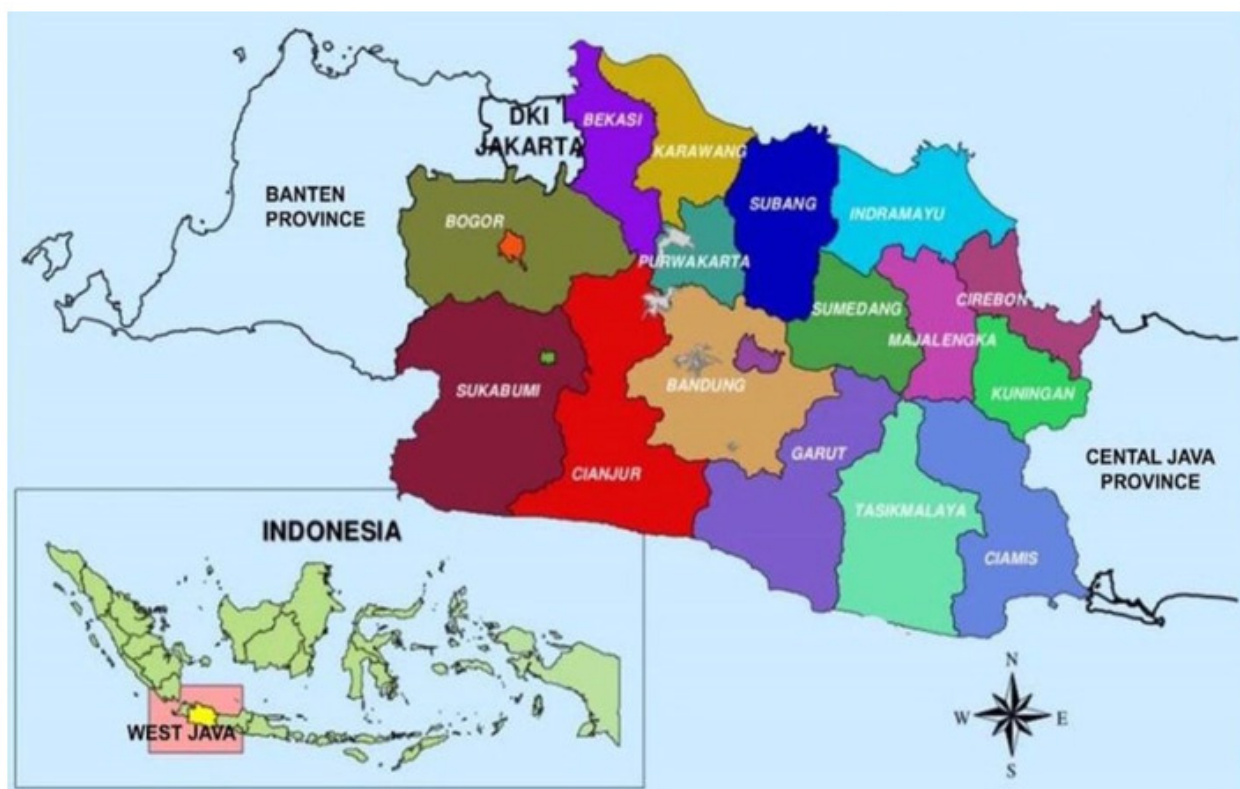 DKI
JAKARTA
BEKASI
KARAWANG
BANTEN
PROVINCE
BOGOR
SUBANG
INDRAMAYU
PURWAKARTA
CIREBON
SUMEDANG
MAJALENGKA
SUKABUMI
BANDUNG
KUNINGAN
CIANJUR
GARUT
CENTAL JAVA
PROVINCE
TASIKMALAYA
CIAMIS
INDONESIA
WEST JAVA
N
W
E
S